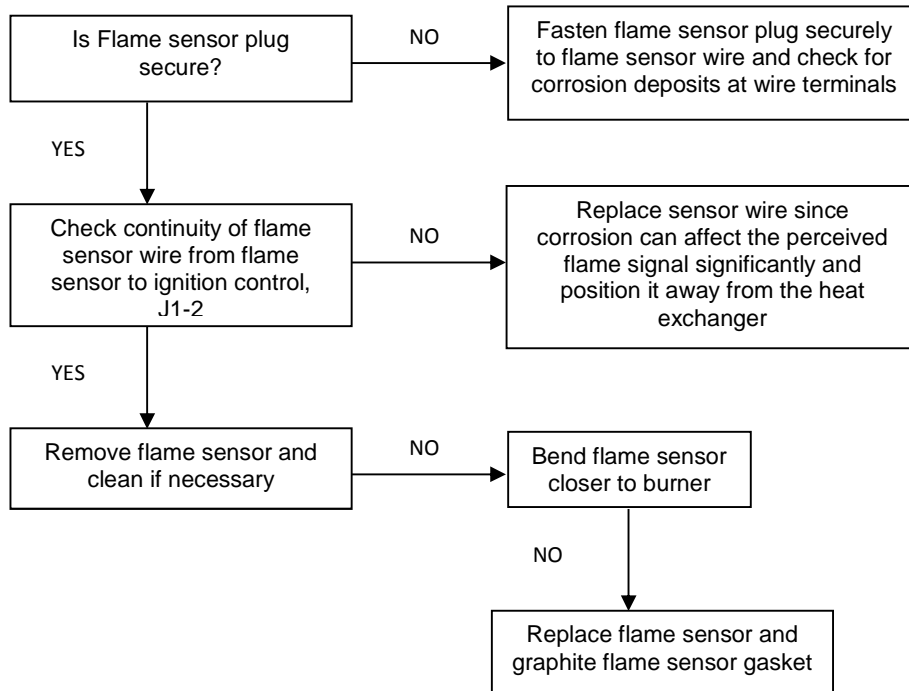 Is Flame sensor plug
secure?
NO
Fasten flame sensor plug securely
to flame sensor wire and check for
corrosion deposits at wire terminals
YES
Check continuity of flame
sensor wire from flame
sensor to ignition control,
J1-2
NO
Replace sensor wire since
corrosion can affect the perceived
flame signal significantly and
position it away from the heat
exchanger
YES
Remove flame sensor and
clean if necessary
NO
Bend flame sensor
closer to burner
NO
Replace flame sensor and
graphite flame sensor gasket